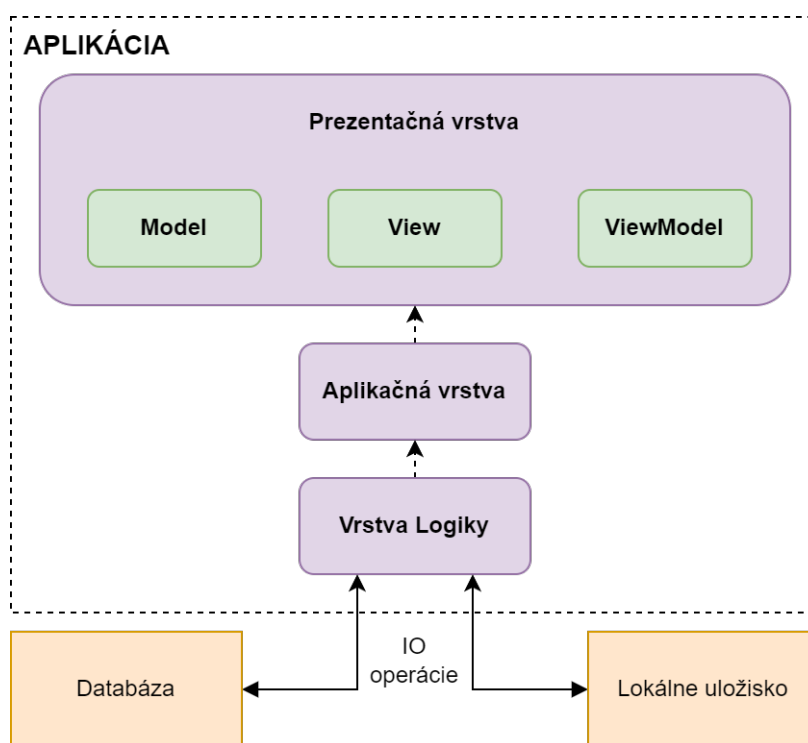 APLIKÁCIA
Prezentačná vrstva
Model
View
ViewModel
Aplikačná vrstva
Vrstva Logiky
IO
operácie
Databáza
Lokálne uložisko